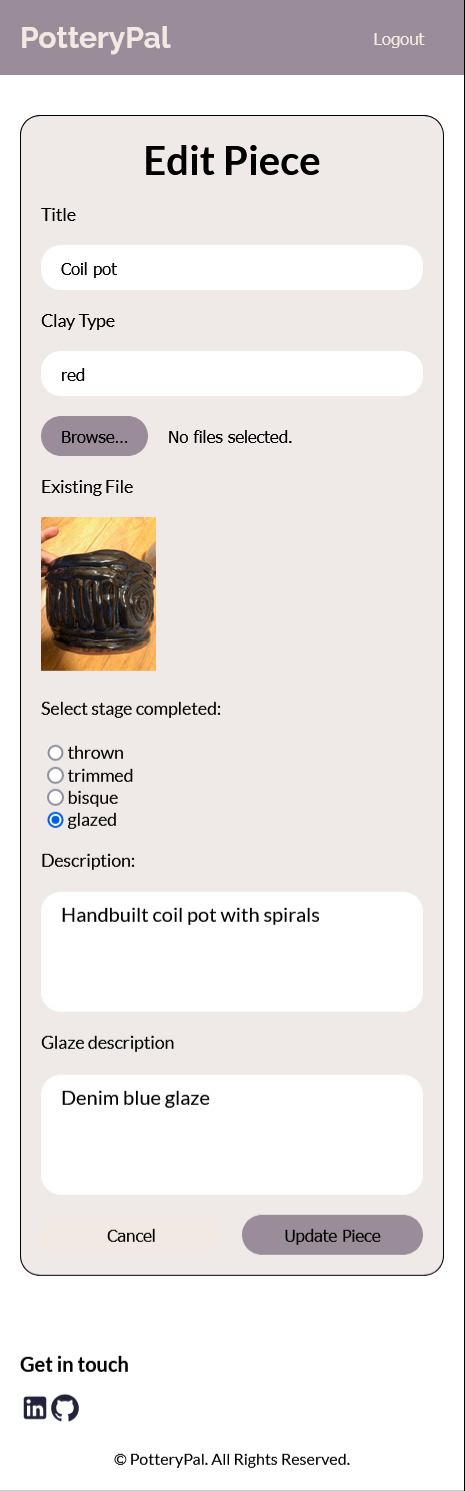 PotteryPal
Logout
Edit Piece
Title
Coil pot
Clay Type
red
Browse...
No files selected.
Existing File
Select stage completed:
thrown
trimmed
bisque
glazed
Description:
Handbuilt coil pot with spirals
Glaze description
Denim blue glaze
Cancel
Update Piece
Get in touch
in
© PotteryPal. All Rights Reserved.